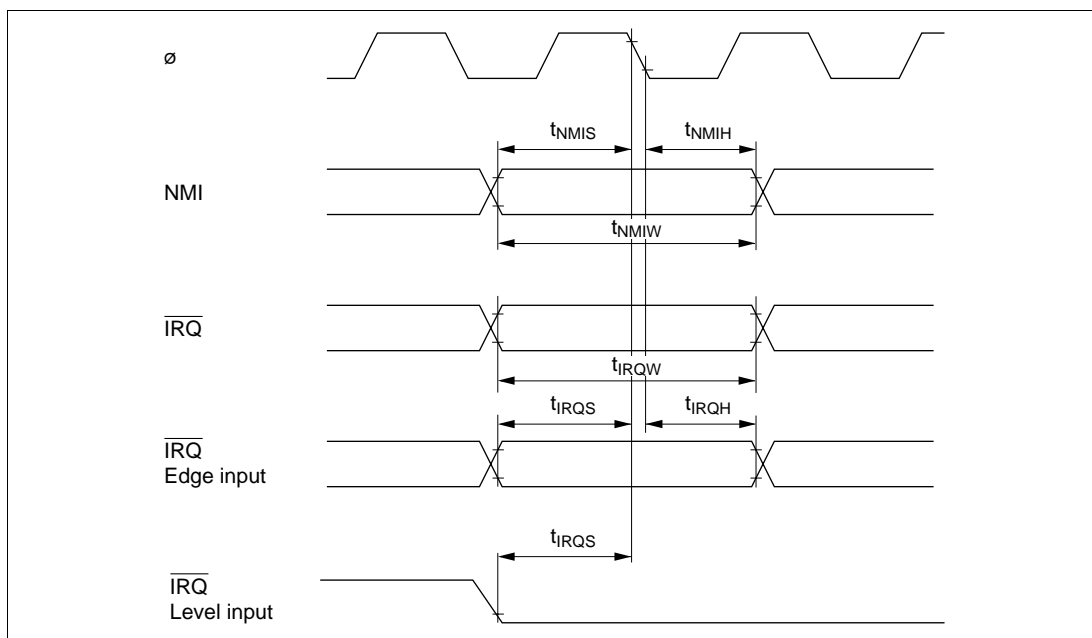 ø
tNMIS
tNMIH
NMI
tNMIW
IRQ
tIRQW
tIRQS
tIRQH
IRQ
Edge input
tIRQS
IRQ
Level input